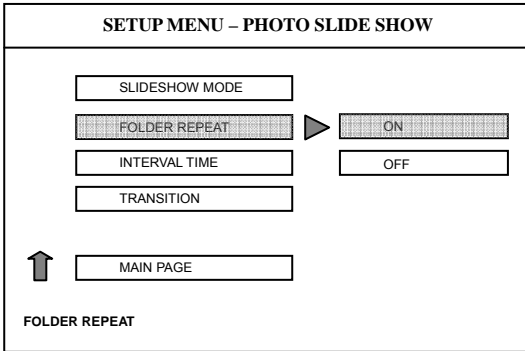 SETUP MENU – PHOTO SLIDE SHOW
SLIDESHOW MODE
FOLDER REPEAT
ON
INTERVAL TIME
OFF
TRANSITION
MAIN PAGE
FOLDER REPEAT